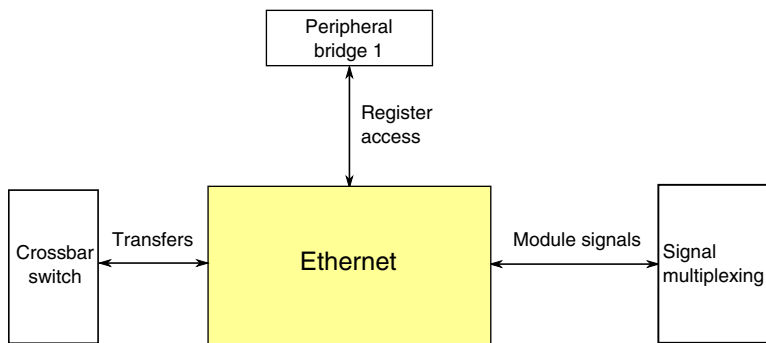 Peripheral
bridge 1
Register
access
Crossbar
switch
Transfers
Ethernet
Module signals
Signal
multiplexing